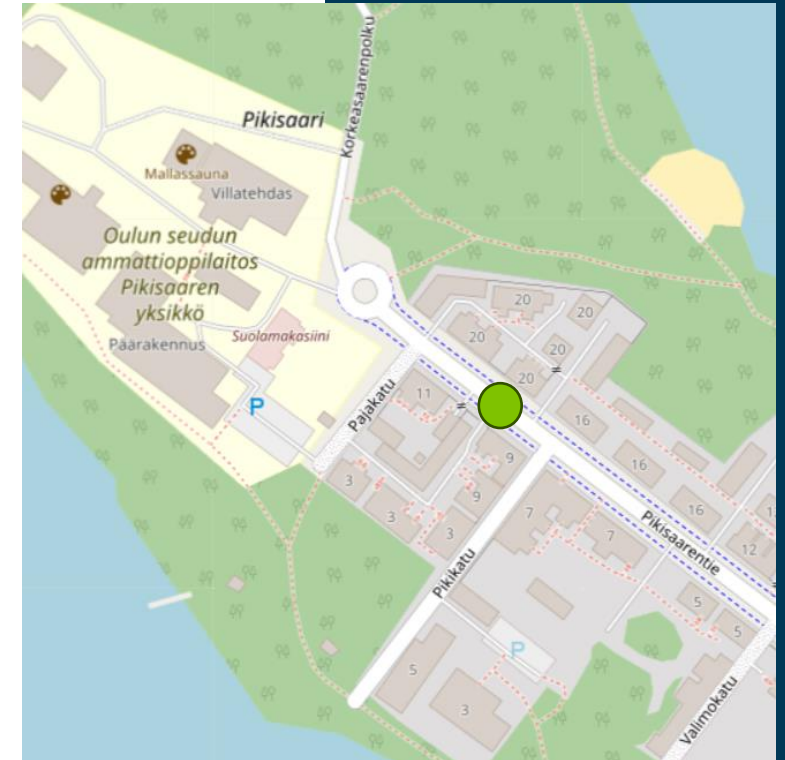 Korkeasaarenpolku
Pikisaari
Mallassauna
Villatehdas
Oulun seudun
ammattioppilaitos
Pikisaaren
yksikkö
Päärakennus
Suolamakasiini
P
Pajakatu
20
20
20
20
20
11
16
16
16
12
9
9
3
3
3
7
7
Pikisaarentie
Pikikatu
5
5
P
5
3
Valimokatu